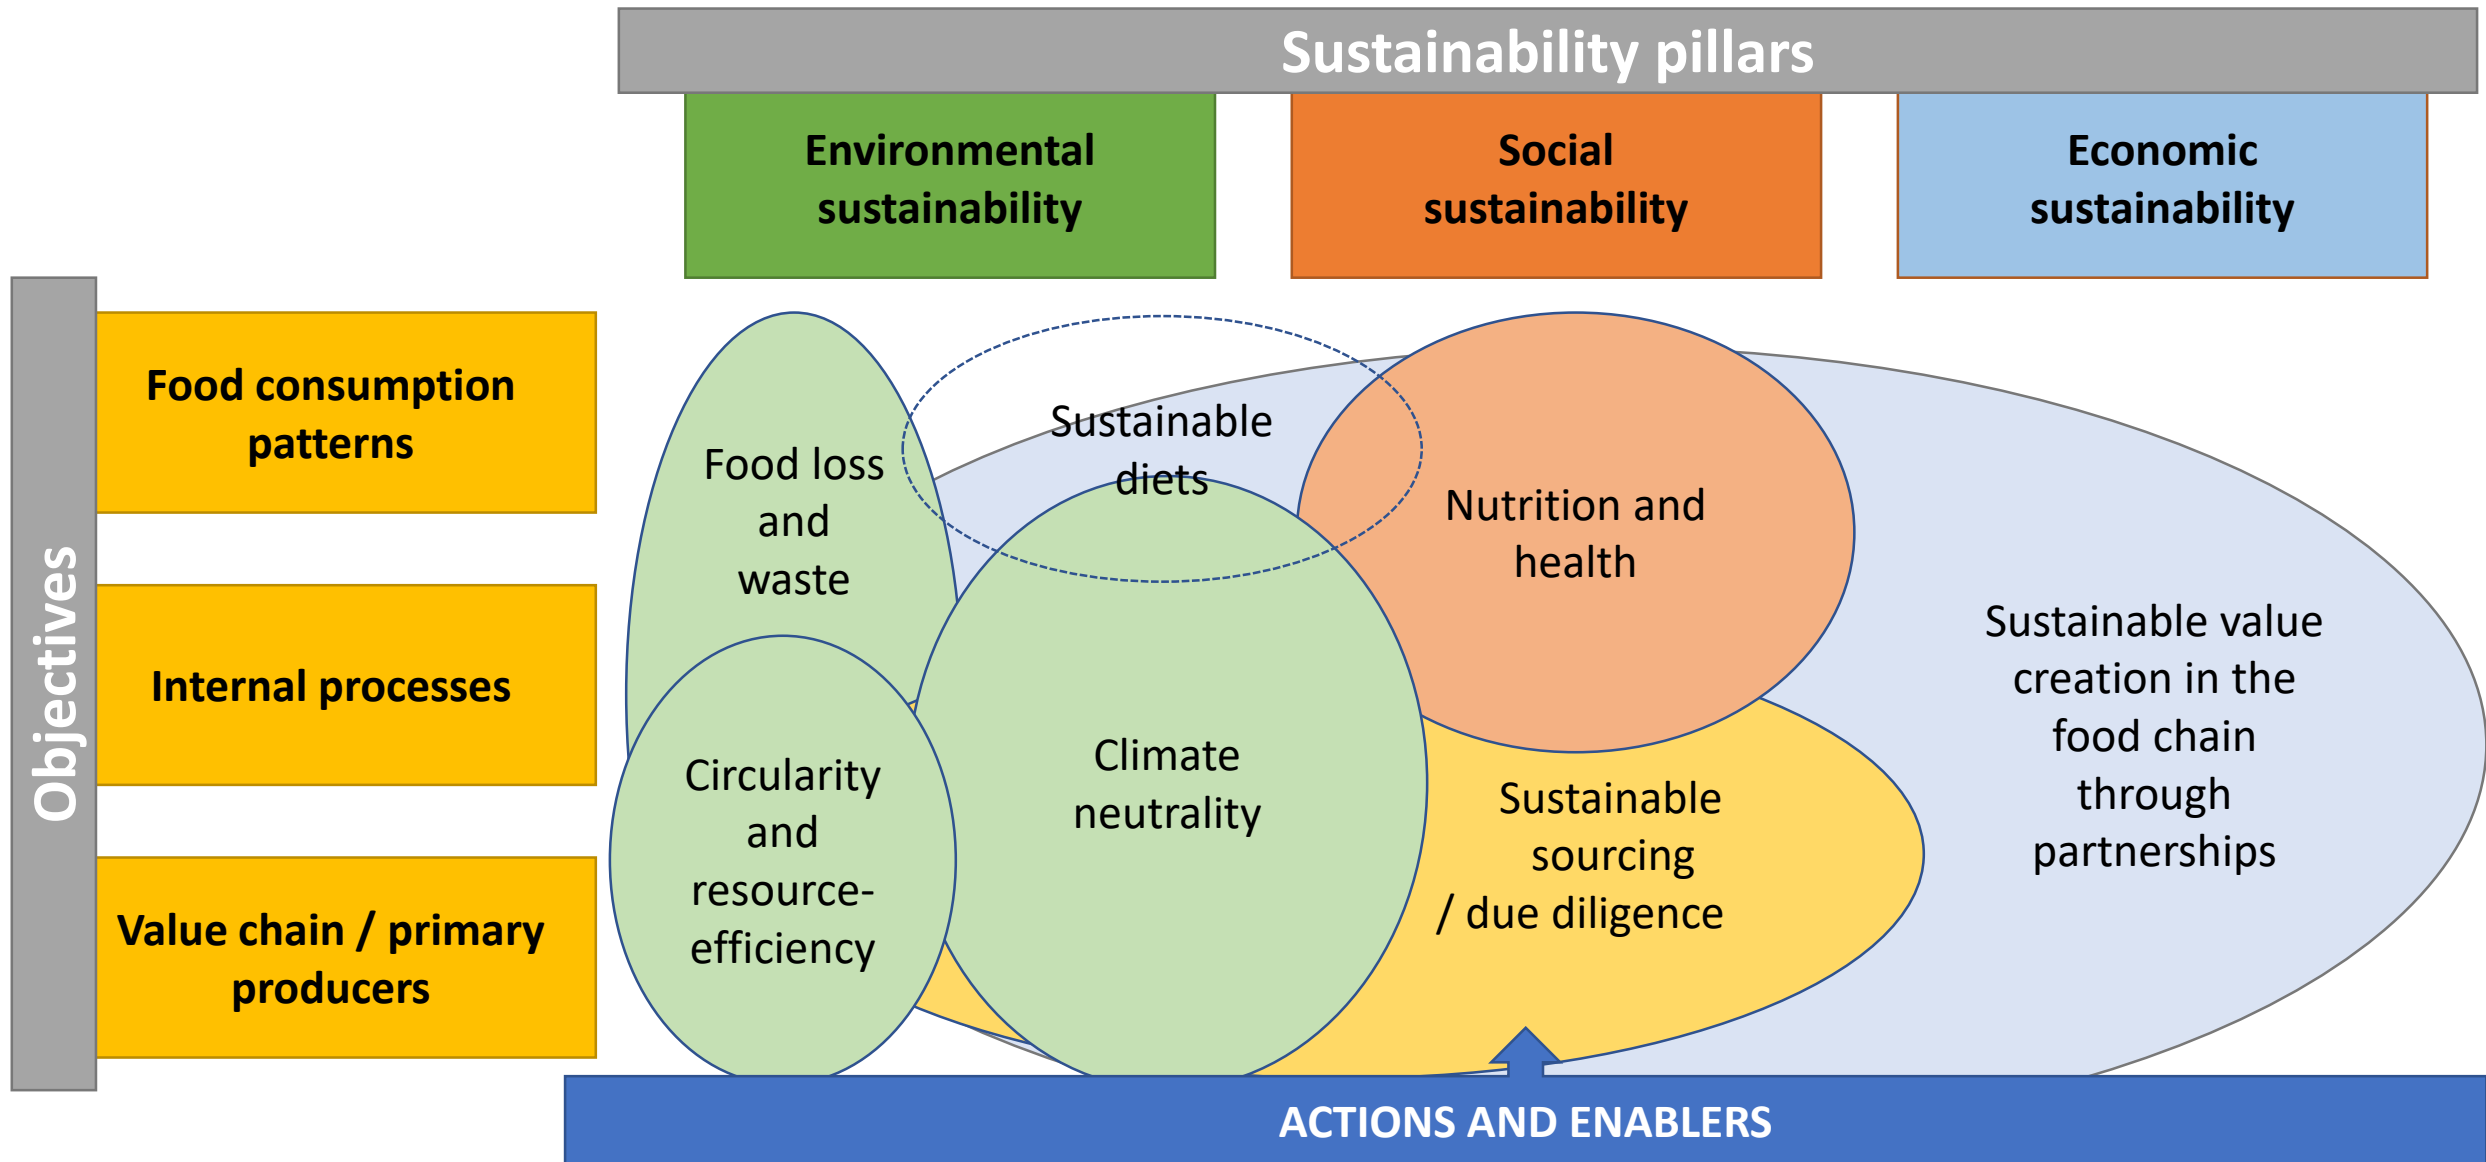 Sustainability pillars
Environmental
sustainability
Social
sustainability
Economic
sustainability
Objectives
Food consumption
patterns
Internal processes
Value chain / primary
producers
Food loss
and
waste
Sustainable
diets
Nutrition and
health
Circularity
and
resource-
efficiency
Climate
neutrality
Sustainable
sourcing
/ due diligence
Sustainable value
creation in the
food chain
through
partnerships
ACTIONS AND ENABLERS